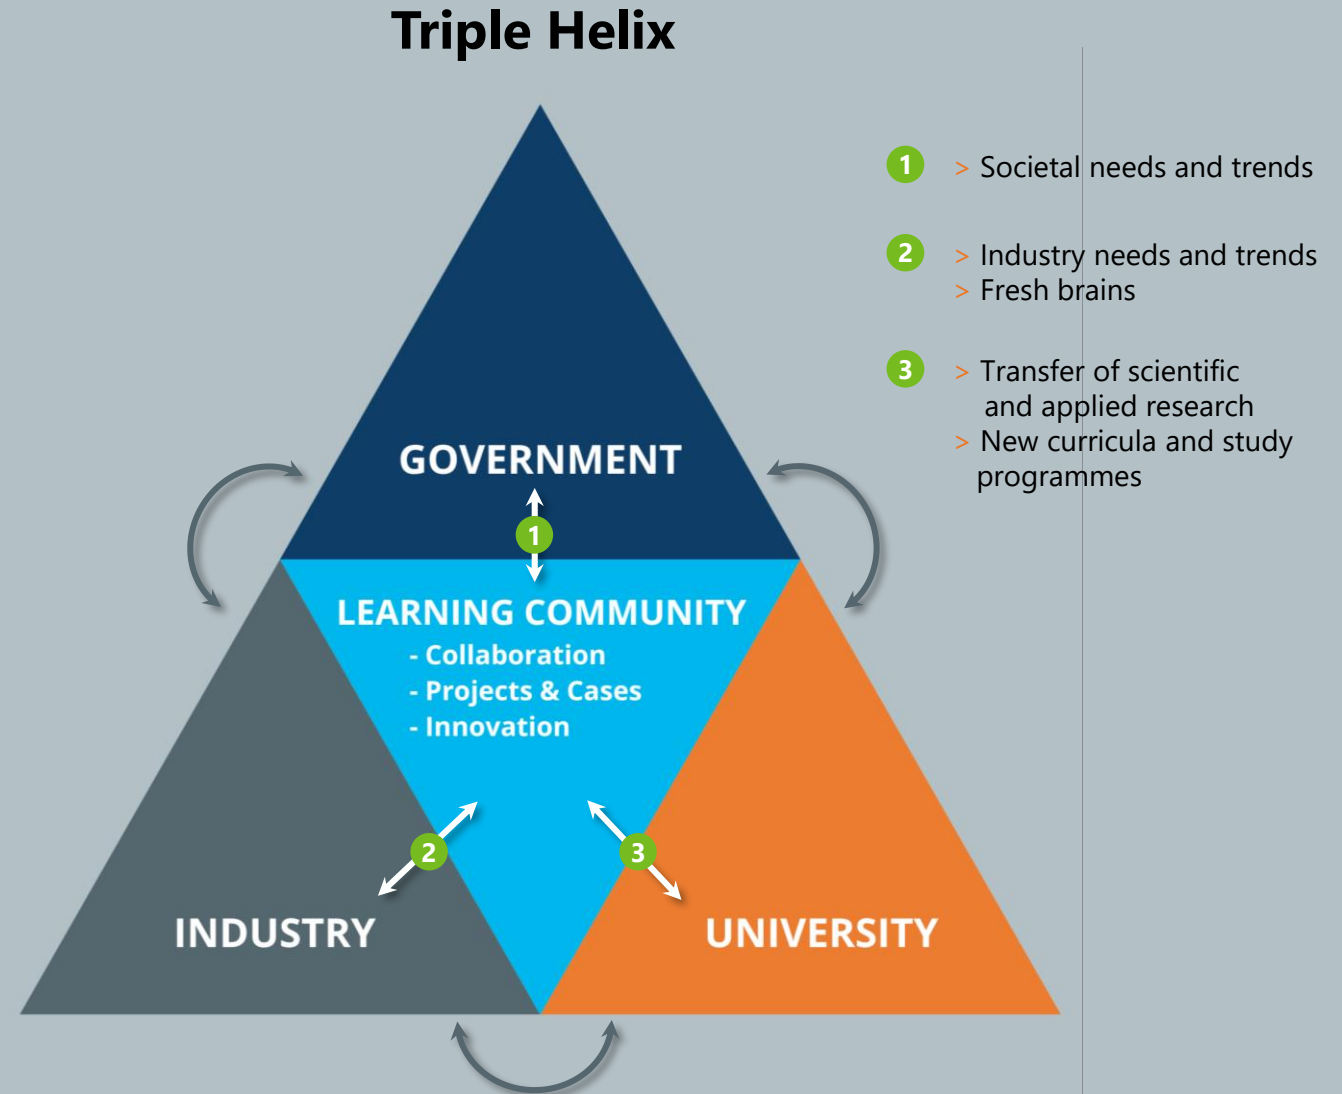 Triple Helix
1 > Societal needs and trends
2 > Industry needs and trends
> Fresh brains
3 > Transfer of scientific
and applied research
> New curricula and study
programmes
GOVERNMENT
1
LEARNING COMMUNITY
- Collaboration
- Projects & Cases
- Innovation
2
3
INDUSTRY
UNIVERSITY